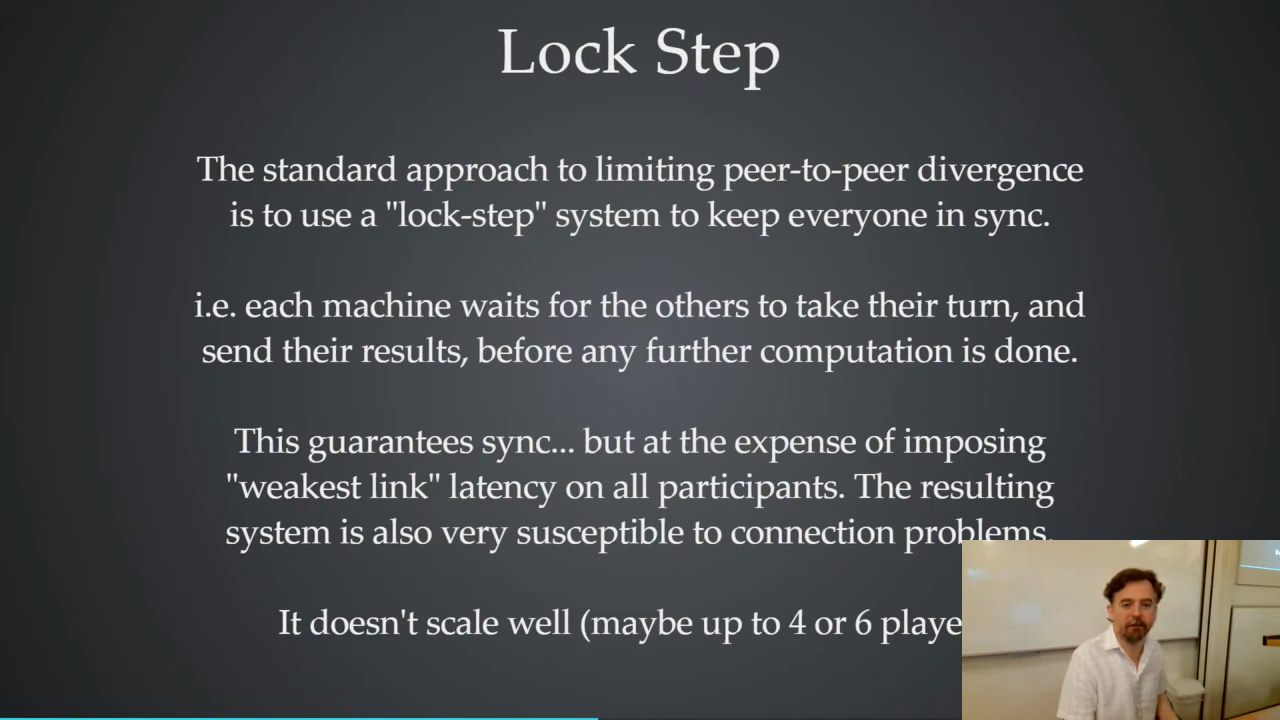 Lock Step
The standard approach to limiting peer-to-peer divergence
is to use a "lock-step" system to keep everyone in sync.
i.e. each machine waits for the others to take their turn, and
send their results, before any further computation is done.
This guarantees sync... but at the expense of imposing
"weakest link" latency on all participants. The resulting
system is also very susceptible to connection problems.
It doesn't scale well (maybe up to 4 or 6 playe